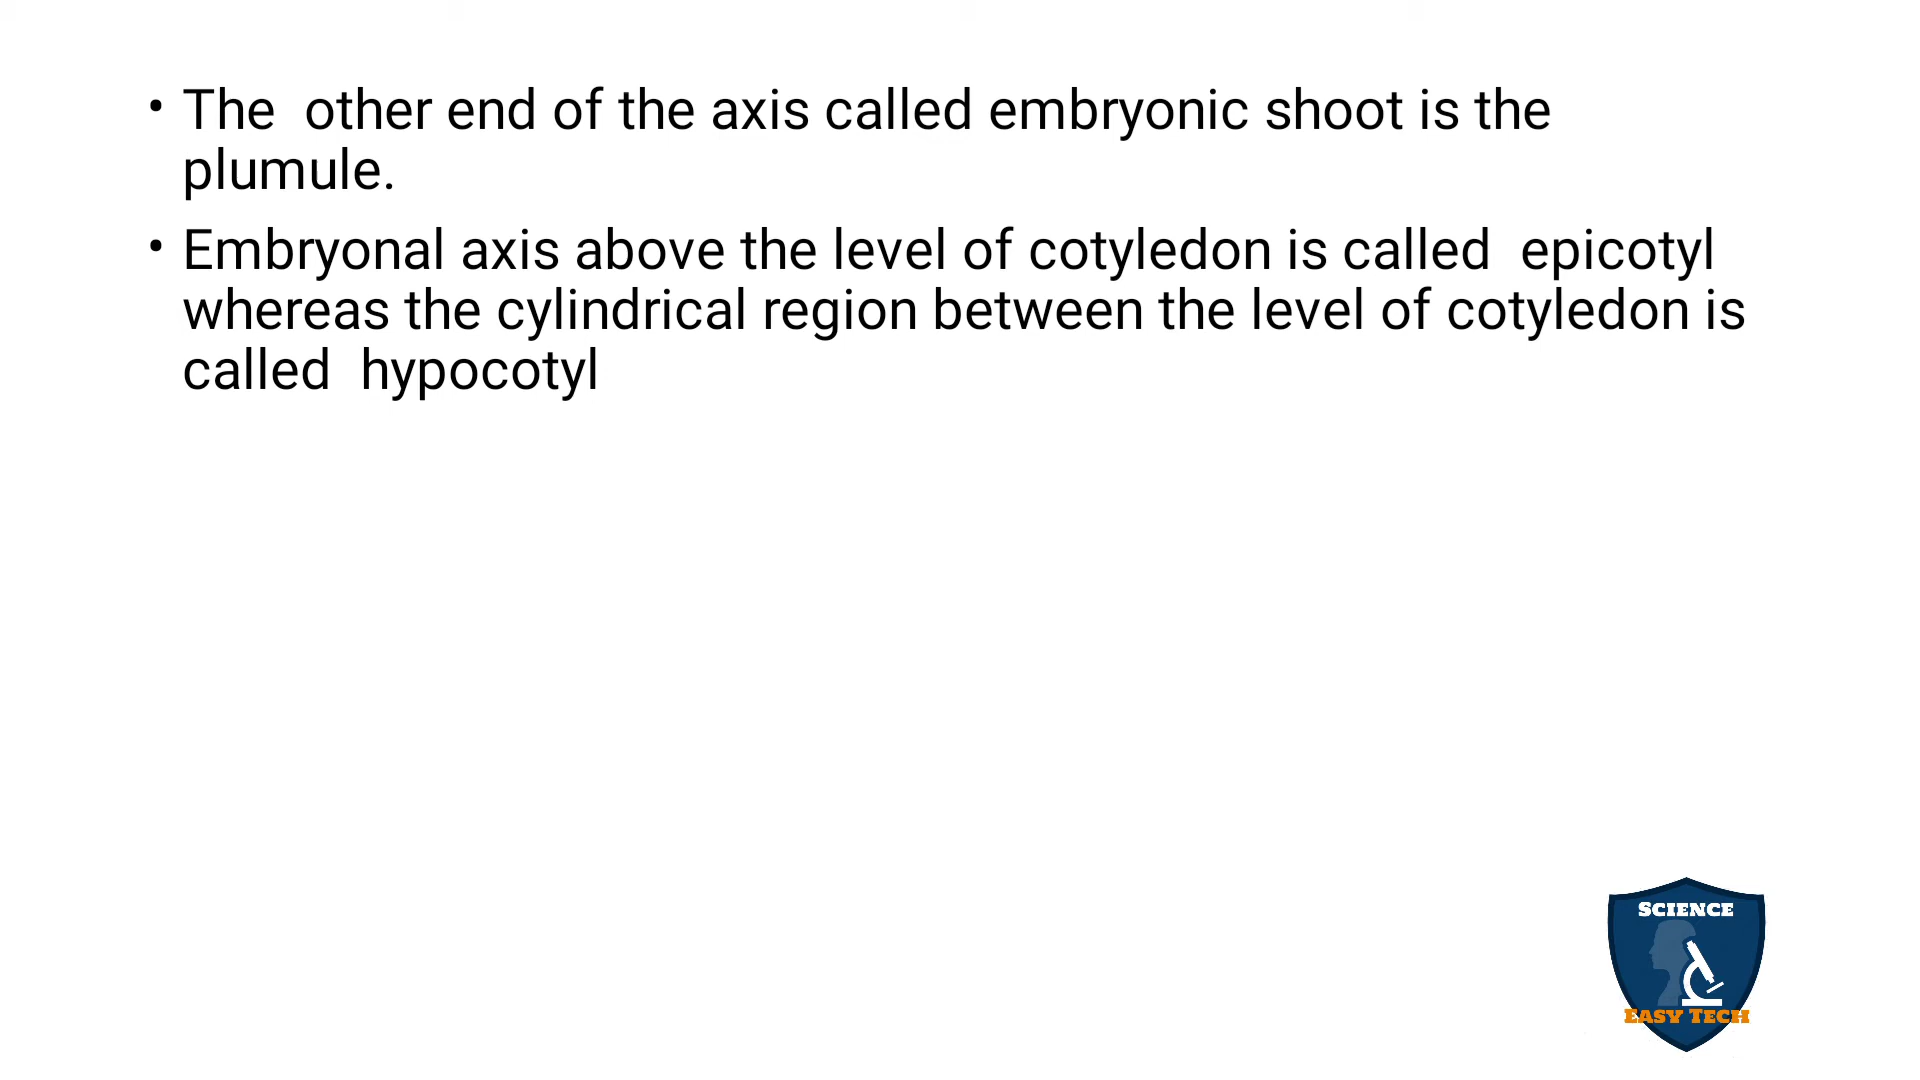 • The  other end of the axis called embryonic shoot is the
plumule.
• Embryonal axis above the level of cotyledon is called  epicotyl
whereas the cylindrical region between the level of cotyledon is
called  hypocotyl
SCIENCE
EASY TECH